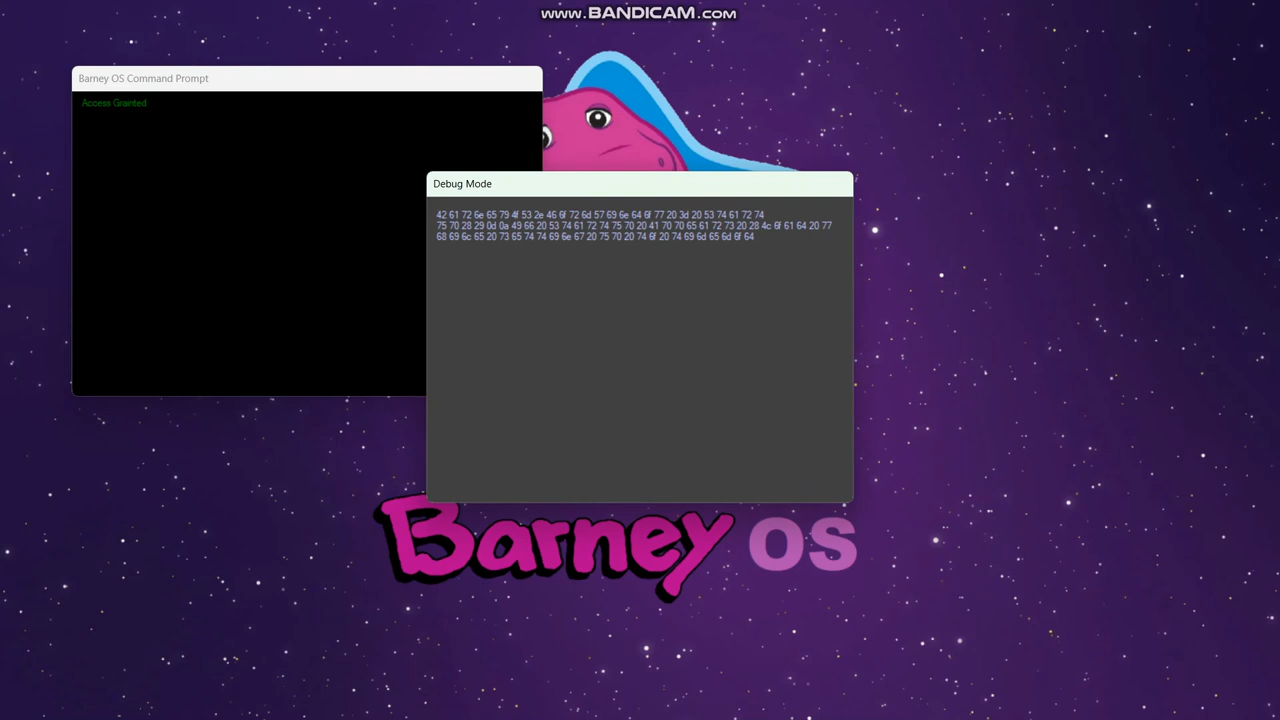 www.BANDICAM.com
Barney OS Command Prompt
Access Grainted
Debug Mode
42 61 72 6e 65 79 4f 53 2e 46 6f 72 6d 57 69 6e 64 6f 77 20 3d 20 53 74 61 72 74
75 70 28 29 0d 0a 49 66 20 53 74 61 72 74 75 70 20 41 70 70 65 61 72 73 20 28 4c 6f 61 64 20 77
68 69 6c 65 20 73 65 74 74 69 6e 67 20 75 70 20 74 6f 20 74 69 6d 65 6d 6f 64
Barney OS